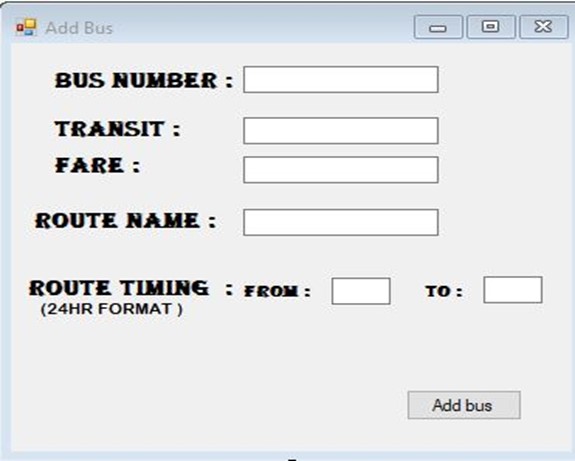 Add Bus
BUS NUMBER :
TRANSIT :
FARE :
ROUTE NAME :
ROUTE TIMING : FROM : TO :
(24HR FORMAT )
Add bus